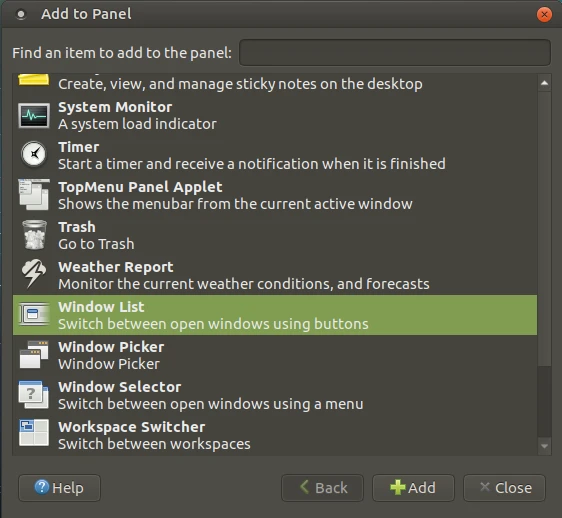 Add to Panel
Find an item to add to the panel:
Create, view, and manage sticky notes on the desktop
System Monitor
A system load indicator
Timer
Start a timer and receive a notification when it is finished
TopMenu Panel Applet
Shows the menubar from the current active window
Trash
Go to Trash
Weather Report
Monitor the current weather conditions, and forecasts
Window List
Switch between open windows using buttons
Window Picker
Window Picker
Window Selector
Switch between open windows using a menu
Workspace Switcher
Switch between workspaces
Help
Back
Add
Close